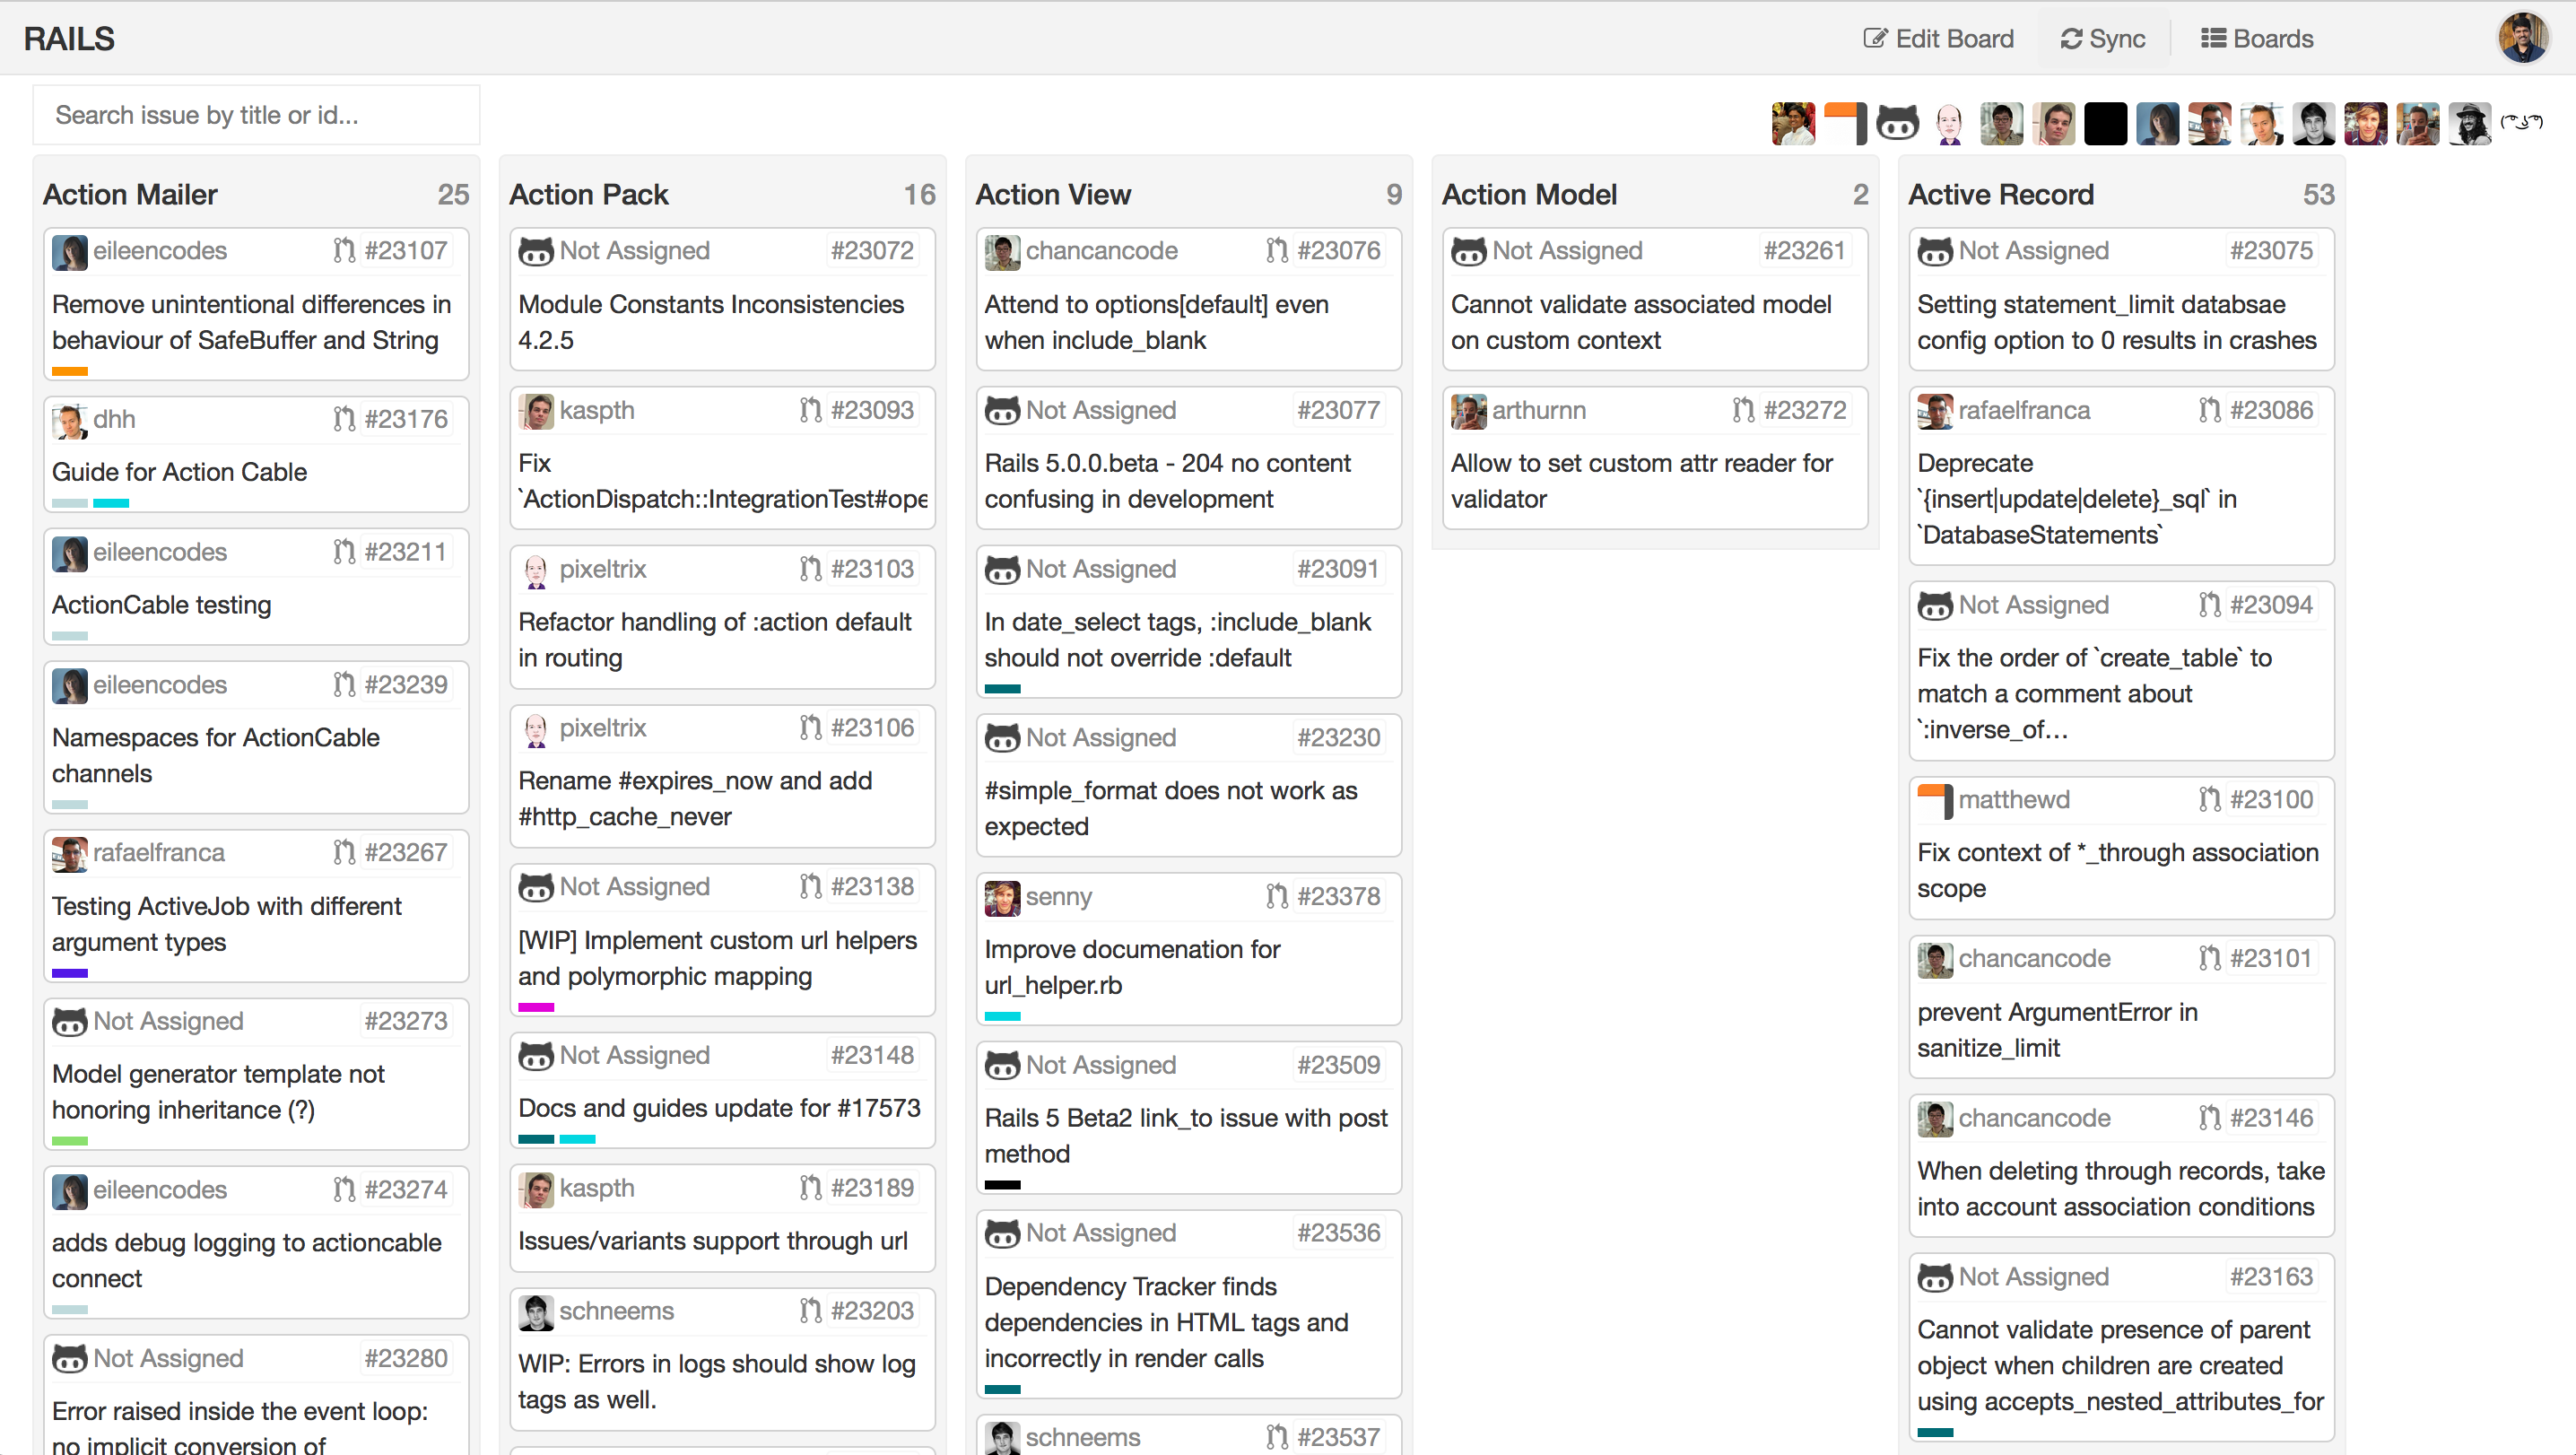 RAILS
Edit Board
Sync
Boards
Search issue by title or id...
( ͡° ͜ʖ ͡°)
Action Mailer 25
eileencodes #23107
Remove unintentional differences in
behaviour of SafeBuffer and String
dhh #23176
Guide for Action Cable
eileencodes #23211
ActionCable testing
eileencodes #23239
Namespaces for ActionCable
channels
rafaelfranca #23267
Testing ActiveJob with different
argument types
Not Assigned #23273
Model generator template not
honoring inheritance (?)
eileencodes #23274
adds debug logging to actioncable
connect
Not Assigned #23280
Error raised inside the event loop:
no implicit conversion of
Action Pack 16
Not Assigned #23072
Module Constants Inconsistencies
4.2.5
kaspth #23093
Fix
`ActionDispatch::IntegrationTest#ope
pixeltrix #23103
Refactor handling of :action default
in routing
pixeltrix #23106
Rename #expires_now and add
#http_cache_never
Not Assigned #23138
[WIP] Implement custom url helpers
and polymorphic mapping
Not Assigned #23148
Docs and guides update for #17573
kaspth #23189
Issues/variants support through url
schneems #23203
WIP: Errors in logs should show log
tags as well.
Action View 9
chancancode #23076
Attend to options[default] even
when include_blank
Not Assigned #23077
Rails 5.0.0.beta - 204 no content
confusing in development
Not Assigned #23091
In date_select tags, :include_blank
should not override :default
Not Assigned #23230
#simple_format does not work as
expected
senny #23378
Improve documenation for
url_helper.rb
Not Assigned #23509
Rails 5 Beta2 link_to issue with post
method
Not Assigned #23536
Dependency Tracker finds
dependencies in HTML tags and
incorrectly in render calls
schneems #23537
Action Model 2
Not Assigned #23261
Cannot validate associated model
on custom context
arthurnn #23272
Allow to set custom attr reader for
validator
Active Record 53
Not Assigned #23075
Setting statement_limit databsae
config option to 0 results in crashes
rafaelfranca #23086
Deprecate
`{insert|update|delete}_sql` in
`DatabaseStatements`
Not Assigned #23094
Fix the order of `create_table` to
match a comment about
`:inverse_of…
matthewd #23100
Fix context of *_through association
scope
chancancode #23101
prevent ArgumentError in
sanitize_limit
chancancode #23146
When deleting through records, take
into account association conditions
Not Assigned #23163
Cannot validate presence of parent
object when children are created
using accepts_nested_attributes_for